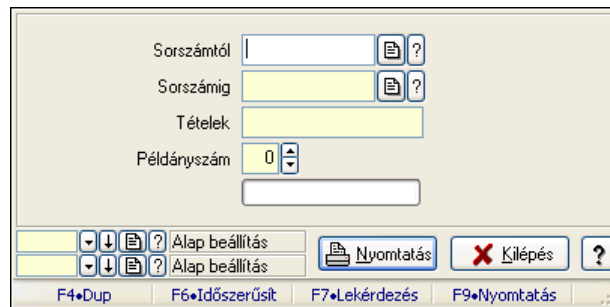 Sorszámtól ?
Sorszámig ?
Tételek
Példányszám 0
? Alap beállítás
? Alap beállítás
Nyomtatás Kilépés ?
F4•Dup F6•Időszerűsít F7•Lekérdezés F9•Nyomtatás